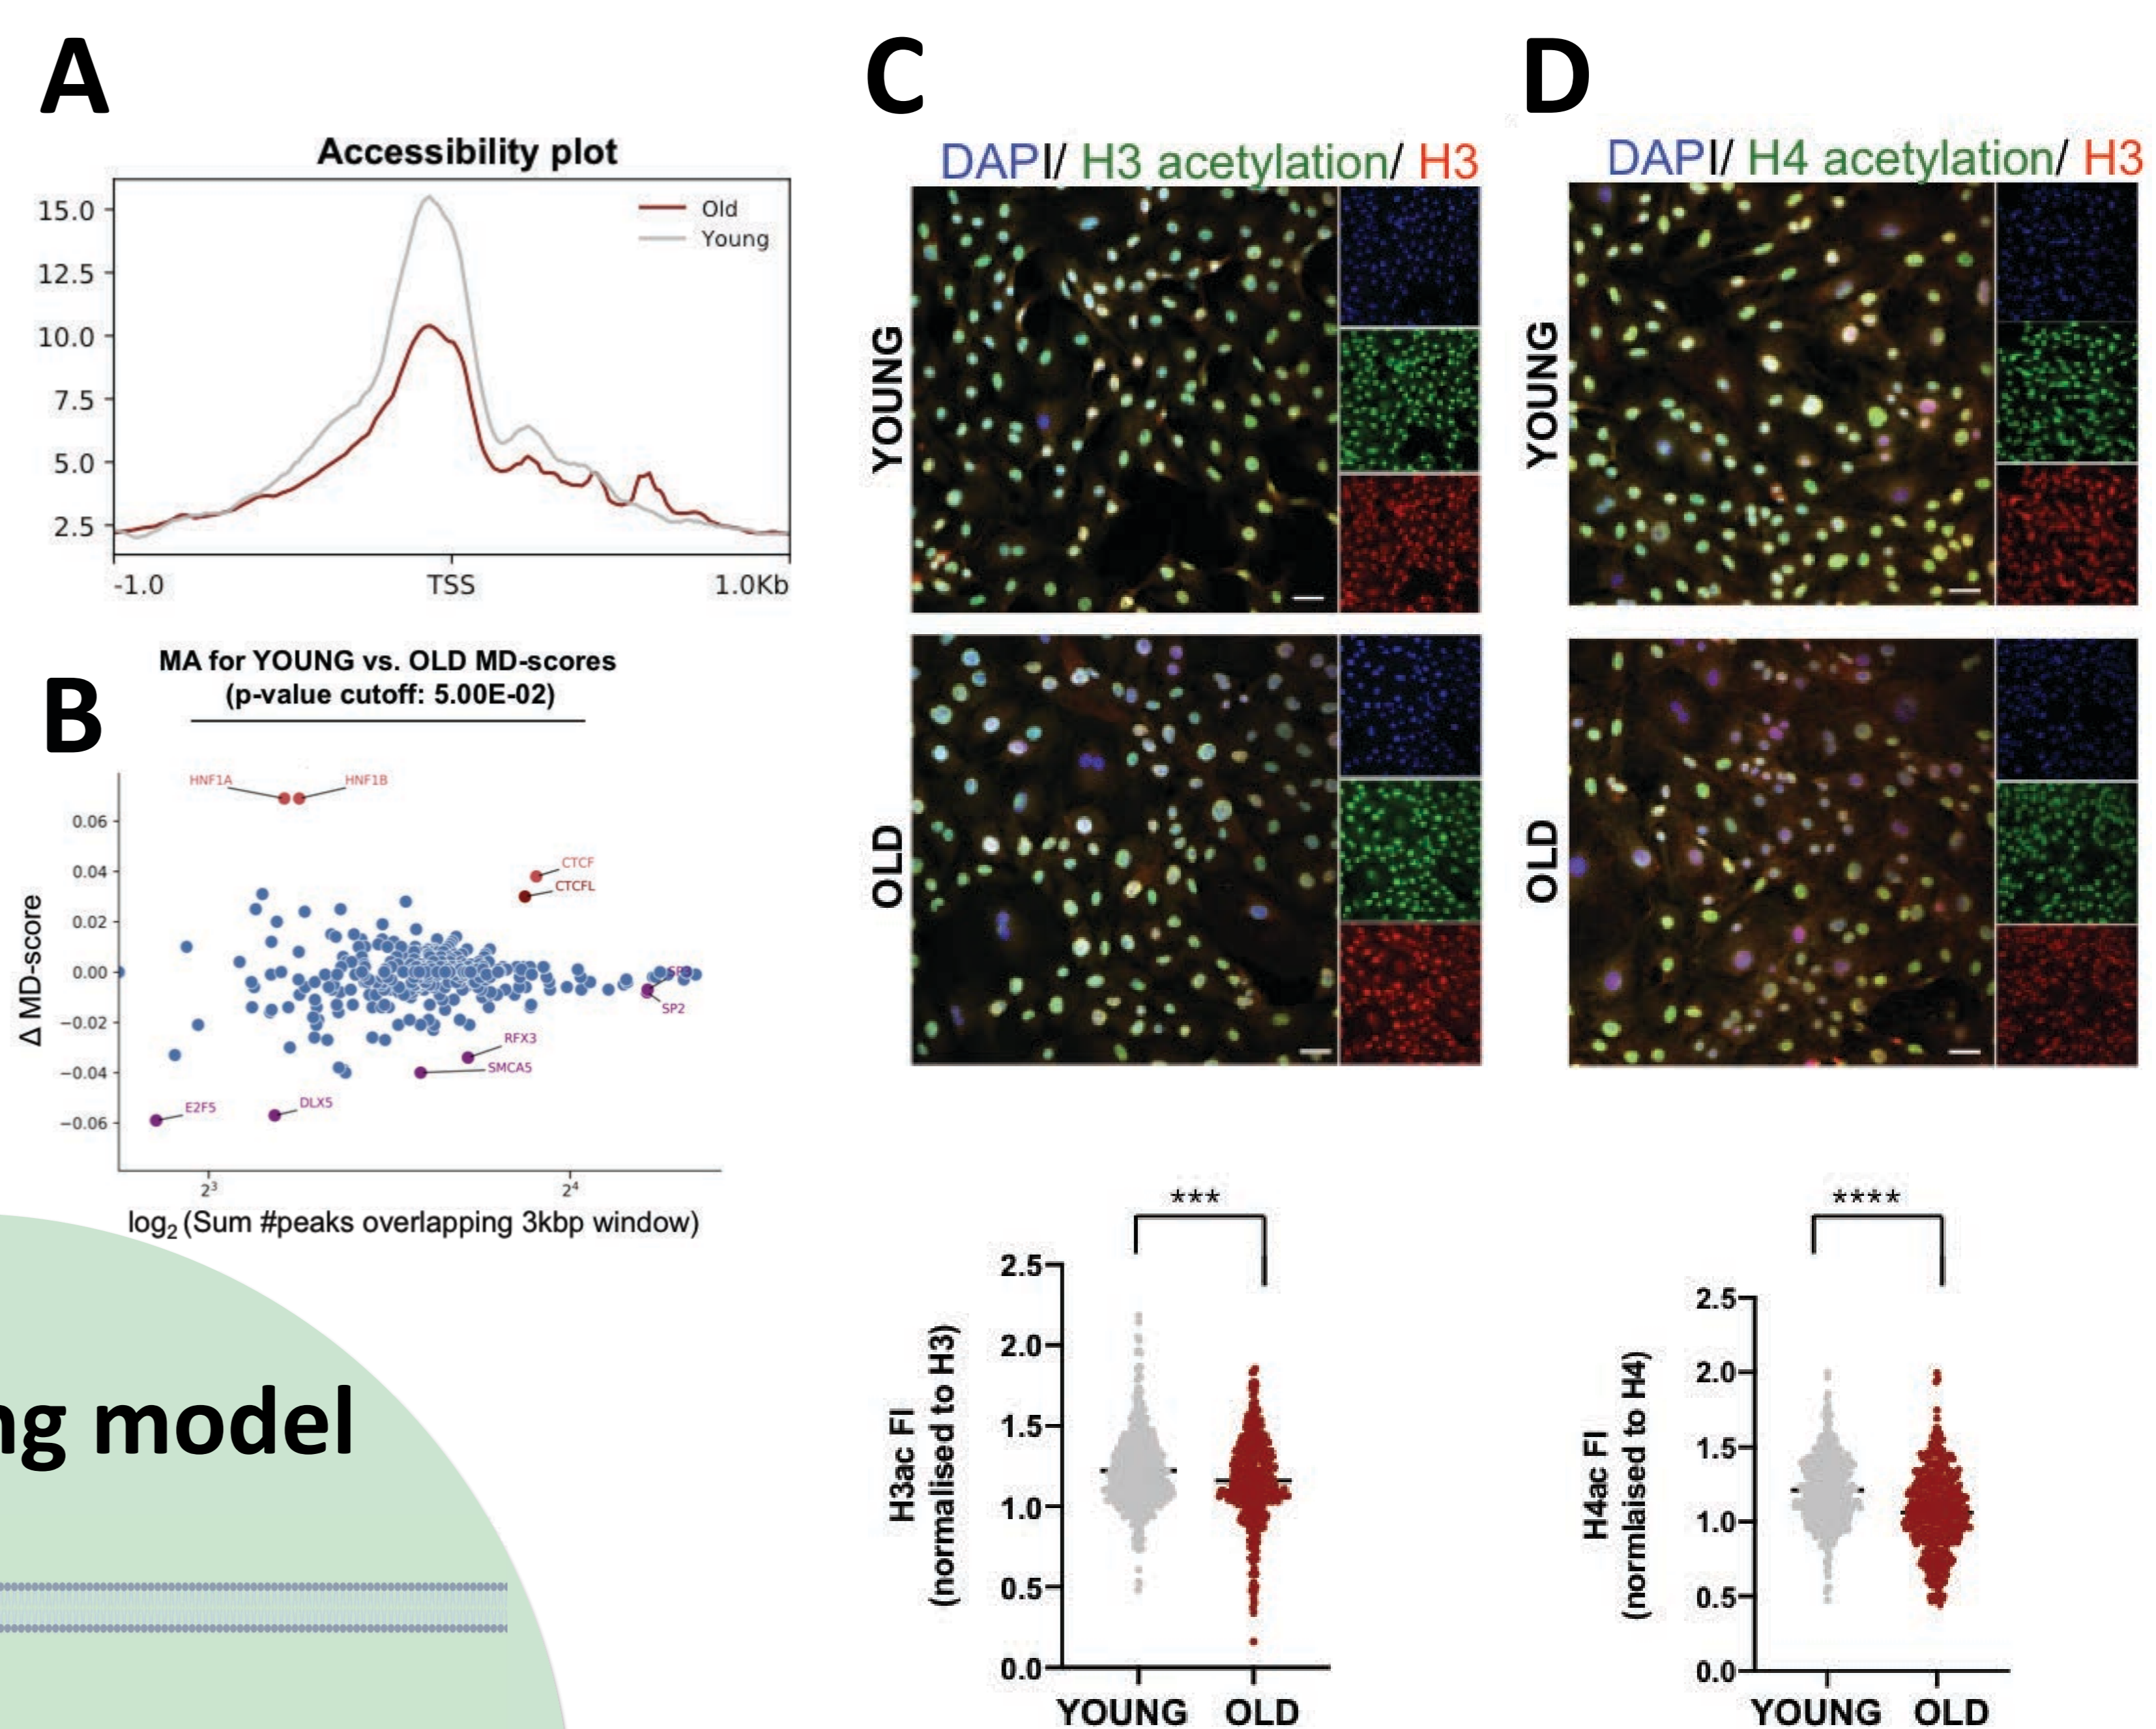 A
Accessibility plot
Old
Young
15.0
12.5
10.0
7.5
5.0
2.5
-1.0
TSS
1.0Kb
B
MA for YOUNG vs. OLD MD-scores
(p-value cutoff: 5.00E-02)
HNF1A
HNF1B
CTCF
CTCFL
SP2
RFX3
SMCA5
E2F5
DLX5
Δ MD-score
0.06
0.04
0.02
0.00
−0.02
−0.04
−0.06
2³
2⁴
log₂ (Sum #peaks overlapping 3kbp window)
ng model
C
DAPI/ H3 acetylation/ H3
YOUNG
OLD
***
H3ac FI
(normalised to H3)
2.5
2.0
1.5
1.0
0.5
0.0
YOUNG
OLD
D
DAPI/ H4 acetylation/ H3
YOUNG
OLD
****
H4ac FI
(normlaised to H4)
2.5
2.0
1.5
1.0
0.5
0.0
YOUNG
OLD